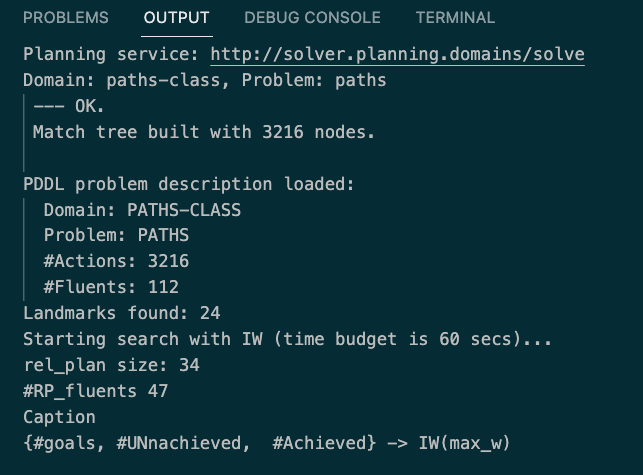 PROBLEMS OUTPUT DEBUG CONSOLE TERMINAL
Planning service: http://solver.planning.domains/solve
Domain: paths-class, Problem: paths
--- OK.
Match tree built with 3216 nodes.
PDDL problem description loaded:
Domain: PATHS-CLASS
Problem: PATHS
#Actions: 3216
#Fluents: 112
Landmarks found: 24
Starting search with IW (time budget is 60 secs)...
rel_plan size: 34
#RP_fluents 47
Caption
{#goals, #UNnachieved,  #Achieved} -> IW(max_w)